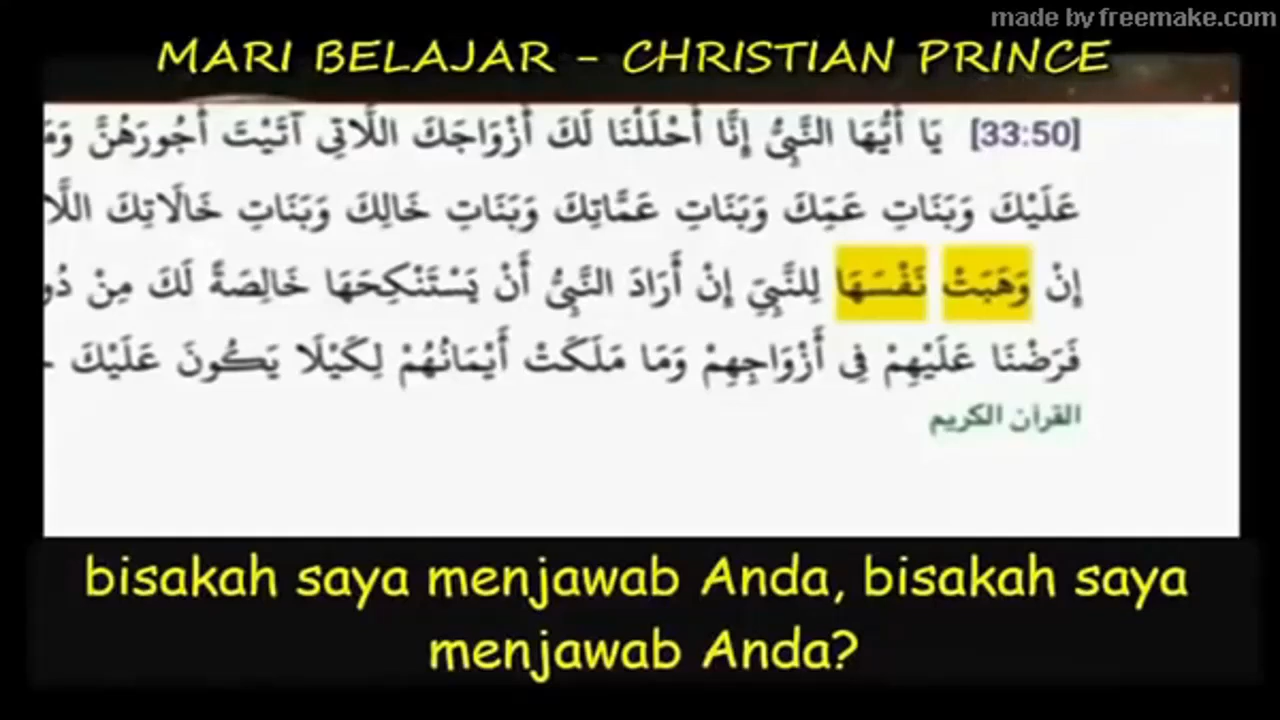 made by freemake.com
MARI BELAJAR - CHRISTIAN PRINCE
[33:50] يَا أَيُّهَا النَّبِيُّ إِنَّا أَحْلَلْنَا لَكَ أَزْوَاجَكَ اللَّاتِي آتَيْتَ أُجُورَهُنَّ
عَلَيْكَ وَبَنَاتِ عَمِّكَ وَبَنَاتِ عَمَّاتِكَ وَبَنَاتِ خَالِكَ وَبَنَاتِ خَالَاتِكَ
إِنْ وَهَبَتْ نَفْسَهَا لِلنَّبِيِّ إِنْ أَرَادَ النَّبِيُّ أَنْ يَسْتَنْكِحَهَا خَالِصَةً لَكَ مِنْ
فَرَضْنَا عَلَيْهِمْ فِي أَزْوَاجِهِمْ وَمَا مَلَكَتْ أَيْمَانُهُمْ لِكَيْلَا يَكُونَ عَلَيْكَ
القرآن الكريم
bisakah saya menjawab Anda, bisakah saya
menjawab Anda?